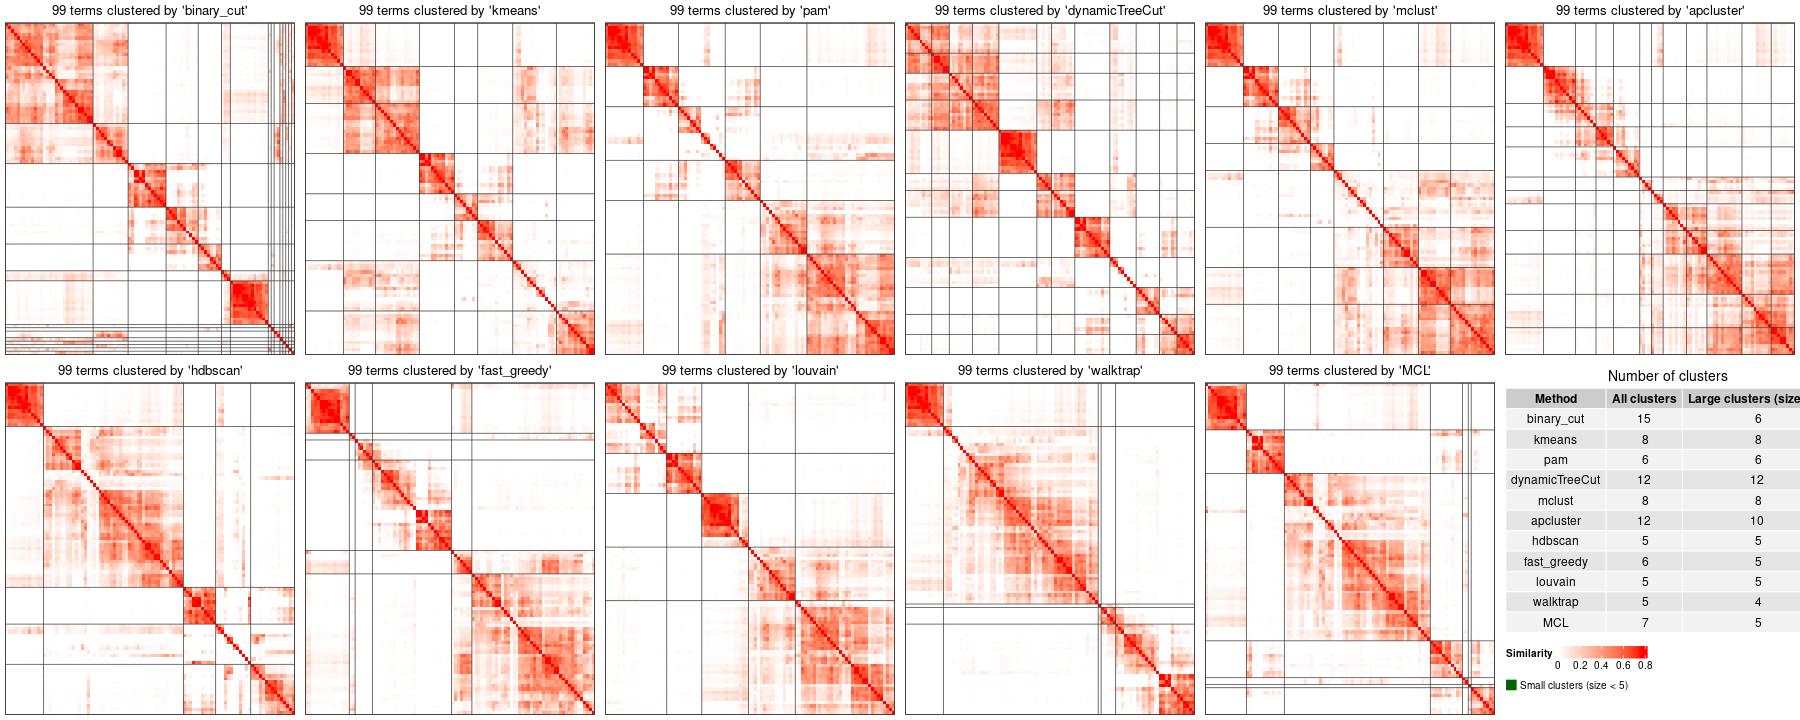 99 terms clustered by 'binary_cut'
99 terms clustered by 'kmeans'
99 terms clustered by 'pam'
99 terms clustered by 'dynamicTreeCut'
99 terms clustered by 'mclust'
99 terms clustered by 'apcluster'
99 terms clustered by 'hdbscan'
99 terms clustered by 'fast_greedy'
99 terms clustered by 'louvain'
99 terms clustered by 'walktrap'
99 terms clustered by 'MCL'
Number of clusters
Method All clusters Large clusters (size
binary_cut 15 6
kmeans 8 8
pam 6 6
dynamicTreeCut 12 12
mclust 8 8
apcluster 12 10
hdbscan 5 5
fast_greedy 6 5
louvain 5 5
walktrap 5 4
MCL 7 5
Similarity
0 0.2 0.4 0.6 0.8
Small clusters (size < 5)